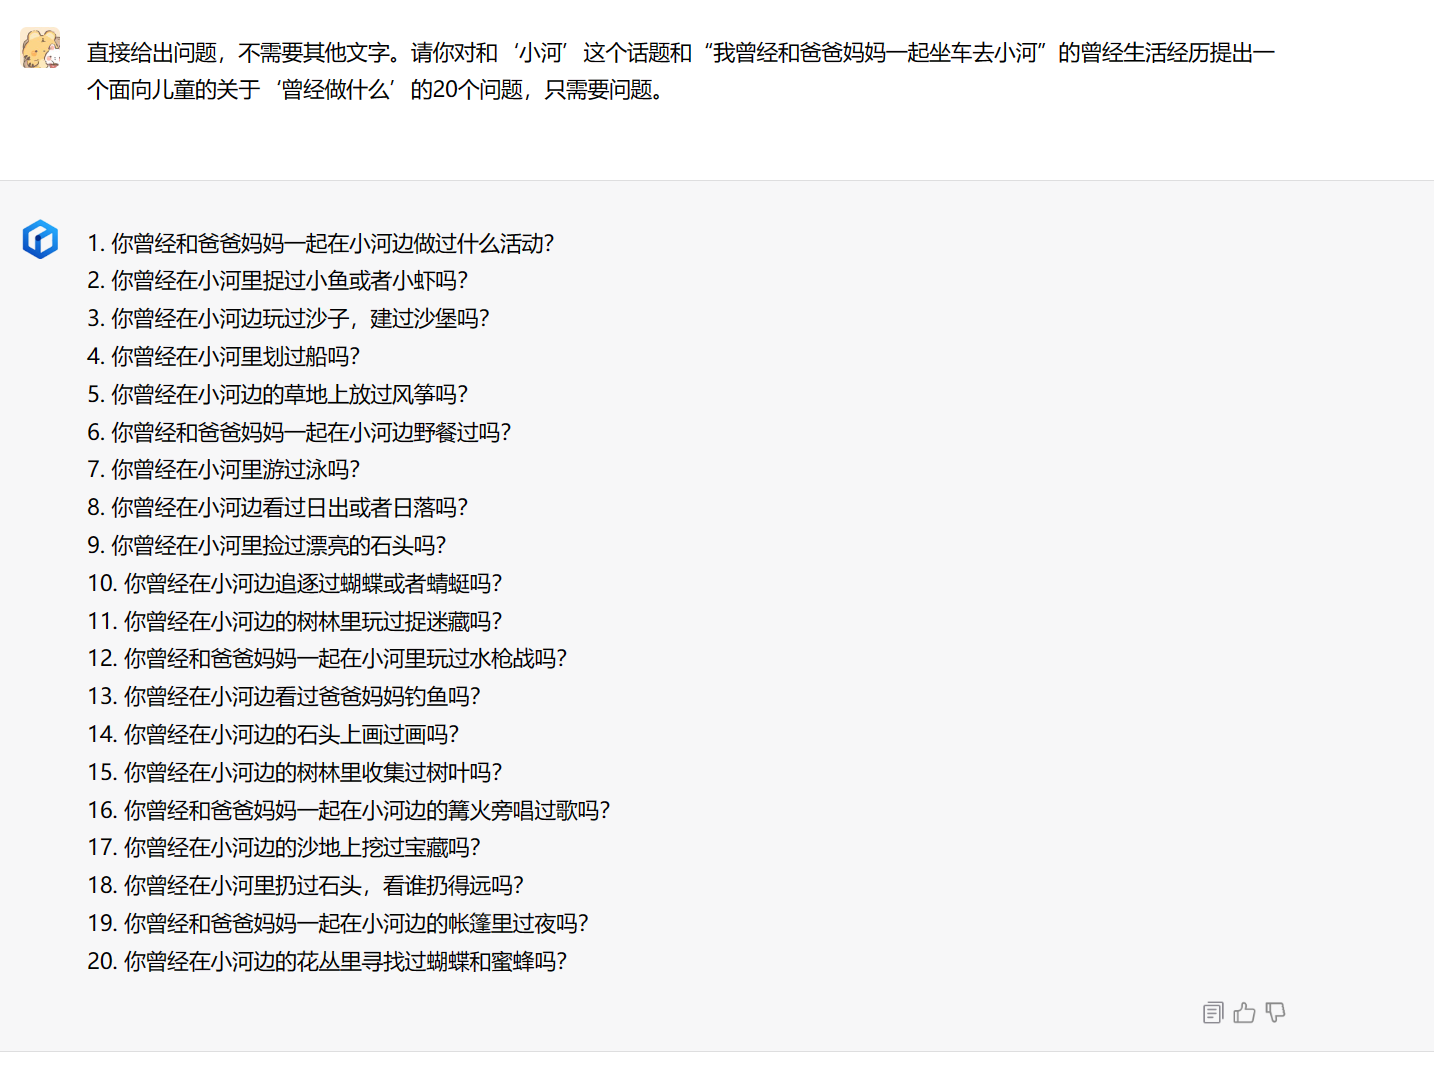 直接给出问题，不需要其他文字。请你对和‘小河’这个话题和“我曾经和爸爸妈妈一起坐车去小河”的曾经生活经历提出一
个面向儿童的关于‘曾经做什么’的20个问题，只需要问题。
1. 你曾经和爸爸妈妈一起在小河边做过什么活动？
2. 你曾经在小河里捉过小鱼或者小虾吗？
3. 你曾经在小河边玩过沙子，建过沙堡吗？
4. 你曾经在小河里划过船吗？
5. 你曾经在小河边的草地上放过风筝吗？
6. 你曾经和爸爸妈妈一起在小河边野餐过吗？
7. 你曾经在小河里游过泳吗？
8. 你曾经在小河边看过日出或者日落吗？
9. 你曾经在小河里捡过漂亮的石头吗？
10. 你曾经在小河边追逐过蝴蝶或者蜻蜓吗？
11. 你曾经在小河边的树林里玩过捉迷藏吗？
12. 你曾经和爸爸妈妈一起在小河里玩过水枪战吗？
13. 你曾经在小河边看过爸爸妈妈钓鱼吗？
14. 你曾经在小河边的石头上画过画吗？
15. 你曾经在小河边的树林里收集过树叶吗？
16. 你曾经和爸爸妈妈一起在小河边的篝火旁唱过歌吗？
17. 你曾经在小河边的沙地上挖过宝藏吗？
18. 你曾经在小河里扔过石头，看谁扔得远吗？
19. 你曾经和爸爸妈妈一起在小河边的帐篷里过夜吗？
20. 你曾经在小河边的花丛里寻找过蝴蝶和蜜蜂吗？